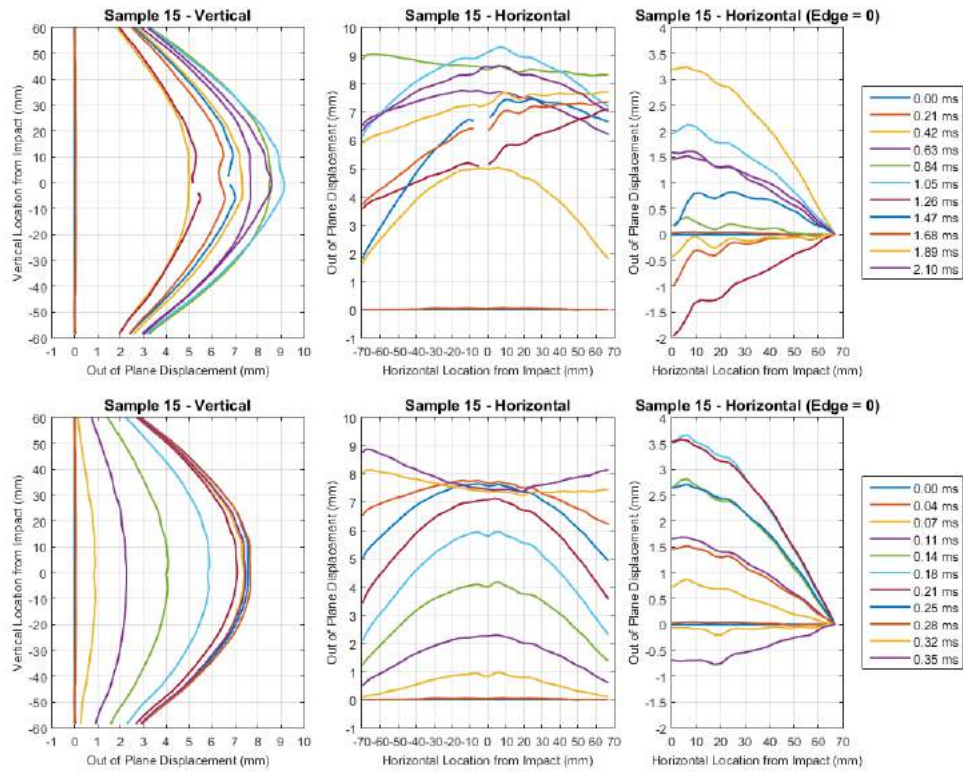 Sample 15 - Vertical
60
50
40
30
20
10
0
-10
-20
-30
-40
-50
-60
Vertical Location from Impact (mm)
0 1 2 3 4 5 6 7 8 9 10
Out of Plane Displacement (mm)
Sample 15 - Horizontal
10
9
8
7
6
5
4
3
2
1
0
-1
Out of Plane Displacement (mm)
-70-60-50-40-30-20-10 0 10 20 30 40 50 60 70
Horizontal Location from Impact (mm)
Sample 15 - Horizontal (Edge = 0)
4
3.5
3
2.5
2
1.5
1
0.5
0
-0.5
-1
-1.5
-2
Out of Plane Displacement (mm)
0 10 20 30 40 50 60 70
Horizontal Location from Impact (mm)
0.00 ms
0.21 ms
0.42 ms
0.63 ms
0.84 ms
1.05 ms
1.26 ms
1.47 ms
1.68 ms
1.89 ms
2.10 ms
Sample 15 - Vertical
60
50
40
30
20
10
0
-10
-20
-30
-40
-50
-60
Vertical Location from Impact (mm)
0 1 2 3 4 5 6 7 8 9 10
Out of Plane Displacement (mm)
Sample 15 - Horizontal
10
9
8
7
6
5
4
3
2
1
0
-1
Out of Plane Displacement (mm)
-70-60-50-40-30-20-10 0 10 20 30 40 50 60 70
Horizontal Location from Impact (mm)
Sample 15 - Horizontal (Edge = 0)
4
3.5
3
2.5
2
1.5
1
0.5
0
-0.5
-1
-1.5
-2
Out of Plane Displacement (mm)
0 10 20 30 40 50 60 70
Horizontal Location from Impact (mm)
0.00 ms
0.04 ms
0.07 ms
0.11 ms
0.14 ms
0.18 ms
0.21 ms
0.25 ms
0.28 ms
0.32 ms
0.35 ms